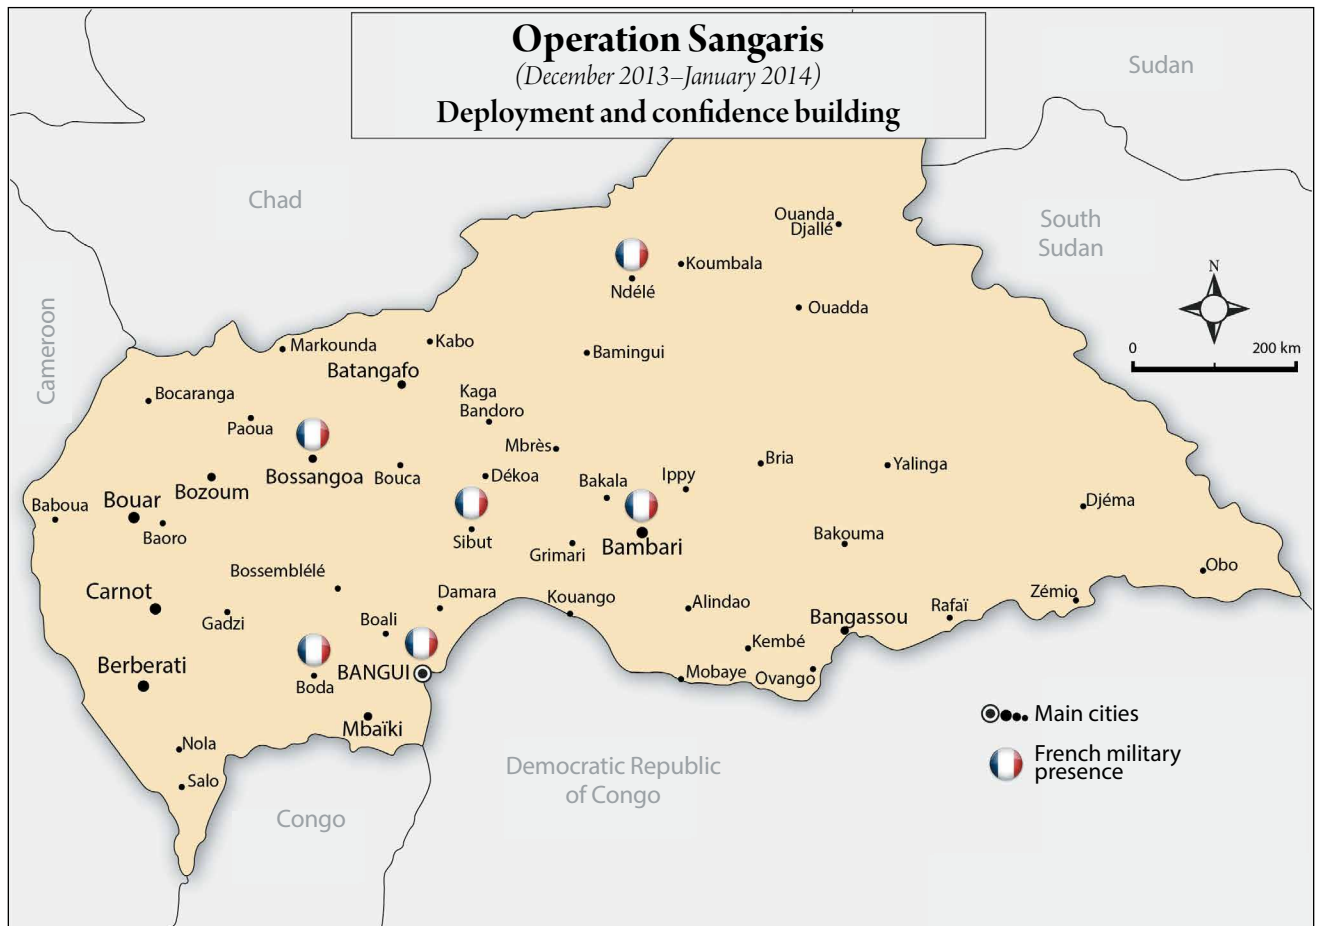 Operation Sangaris
(December 2013–January 2014)
Deployment and confidence building
Sudan
Chad
South
Sudan
Cameroon
N
0 200 km
Ouanda
Djallé
Koumbala
Ndélé
Ouadda
Markounda
Kabo
Bamingui
Batangafo
Bocaranga
Kaga
Bandoro
Paoua
Mbrès
Bossangoa
Bouca
Dékoa
Bakala
Ippy
Bria
Yalinga
Bozoum
Baboua
Bouar
Baoro
Sibut
Grimari
Bambari
Bakouma
Djéma
Obo
Bossemblélé
Carnot
Gadzi
Damara
Boali
Kouango
Alindao
Bangassou
Rafaï
Zémio
Kembé
Berberati
Boda
BANGUI
Mobaye
Ovango
Mbaïki
Nola
Salo
Democratic Republic
of Congo
Congo
Main cities
French military
presence